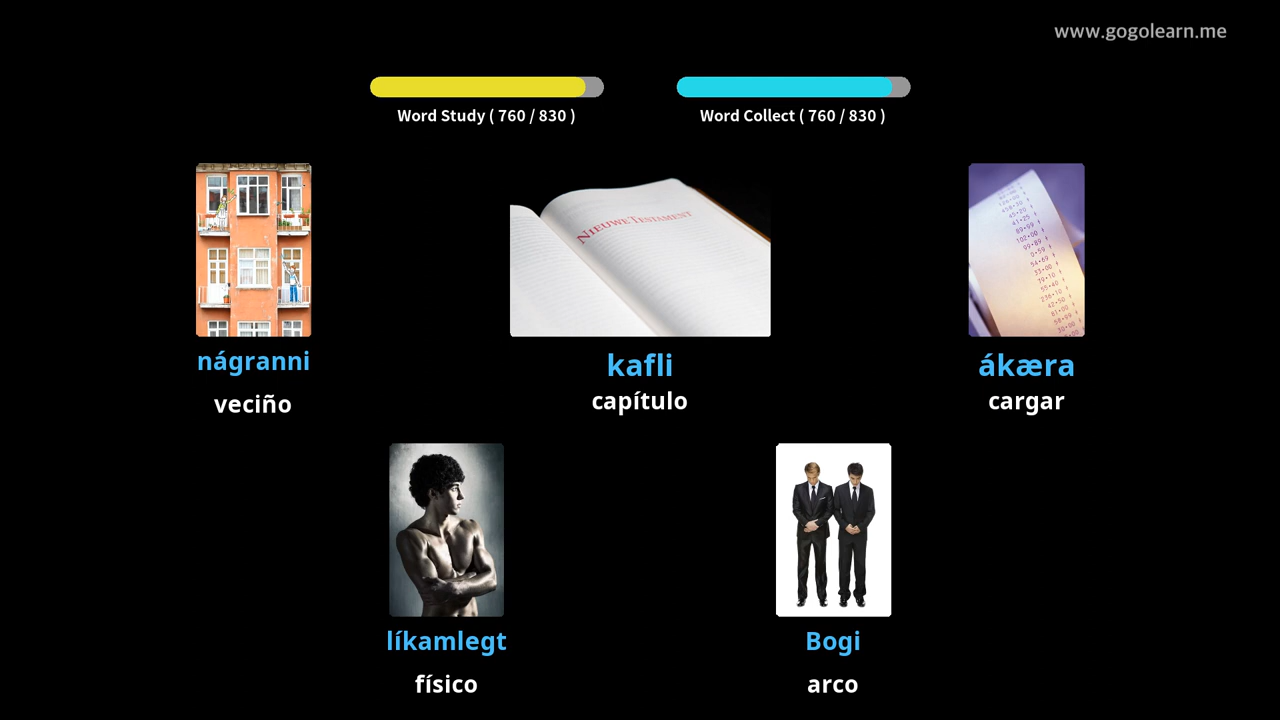 www.gogolearn.me
Word Study ( 760 / 830 )
Word Collect ( 760 / 830 )
NIEUWE TESTAMENT
nágranni
veciño
kafli
capítulo
ákæra
cargar
líkamlegt
físico
Bogi
arco